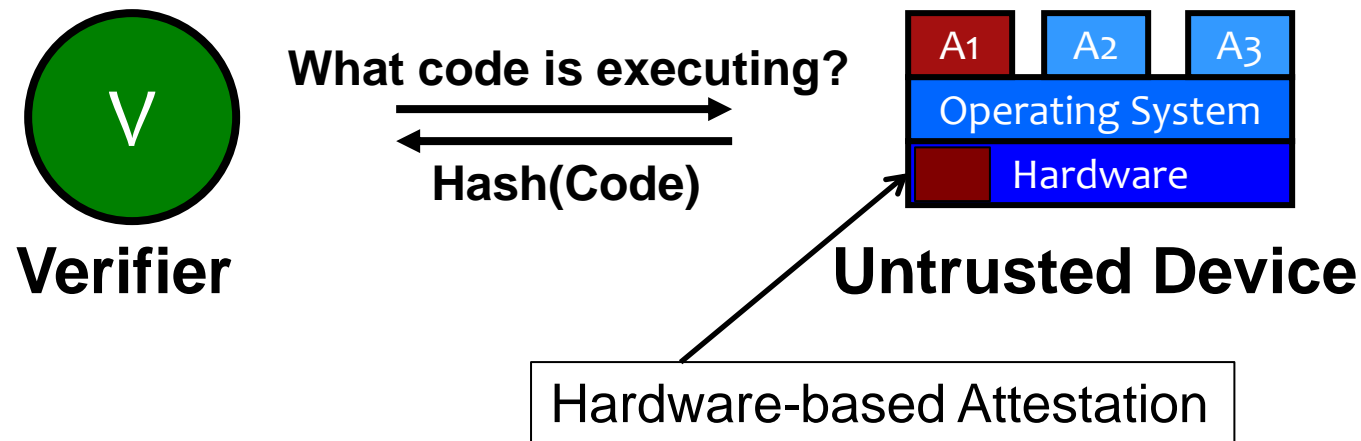 V
Verifier
What code is executing?
Hash(Code)
A1 A2 A3
Operating System
Hardware
Untrusted Device
Hardware-based Attestation